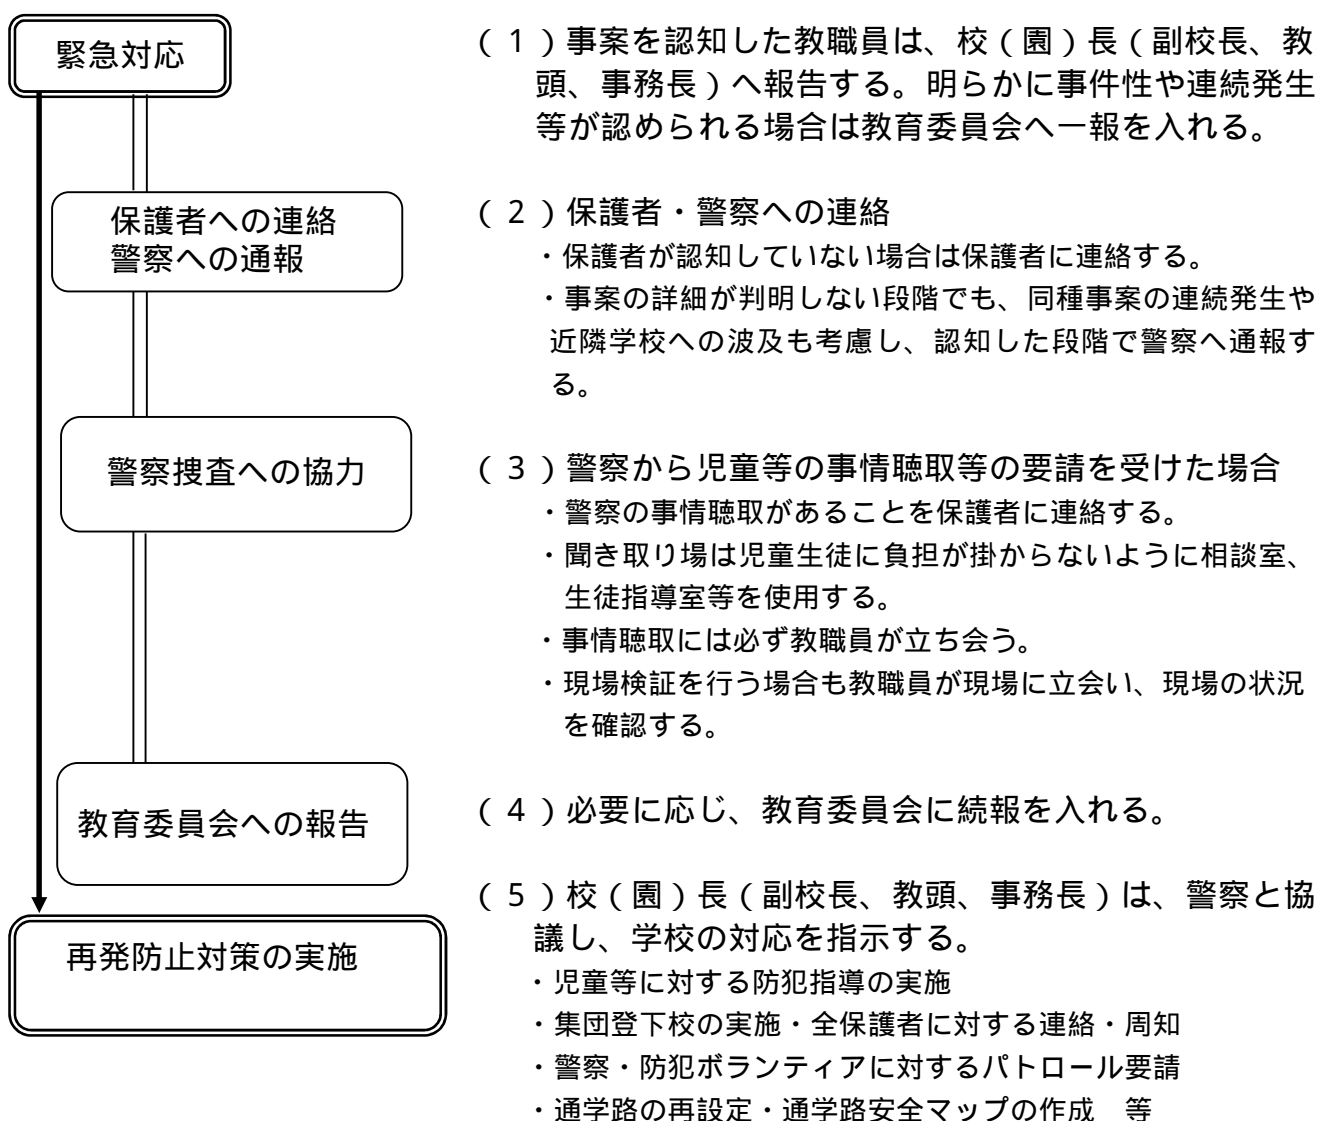 緊急対応
保護者への連絡
警察への通報
警察捜査への協力
教育委員会への報告
再発防止対策の実施
(1)事案を認知した教職員は、校(園)長(副校長、教
頭、事務長)へ報告する。明らかに事件性や連続発生
等が認められる場合は教育委員会へ一報を入れる。
(2)保護者・警察への連絡
・保護者が認知していない場合は保護者に連絡する。
・事案の詳細が判明しない段階でも、同種事案の連続発生や
近隣学校への波及も考慮し、認知した段階で警察へ通報す
る。
(3)警察から児童等の事情聴取等の要請を受けた場合
・警察の事情聴取があることを保護者に連絡する。
・聞き取り場は児童生徒に負担が掛からないように相談室、
生徒指導室等を使用する。
・事情聴取には必ず教職員が立ち会う。
・現場検証を行う場合も教職員が現場に立会い、現場の状況
を確認する。
(4)必要に応じ、教育委員会に続報を入れる。
(5)校(園)長(副校長、教頭、事務長)は、警察と協
議し、学校の対応を指示する。
・児童等に対する防犯指導の実施
・集団登下校の実施・全保護者に対する連絡・周知
・警察・防犯ボランティアに対するパトロール要請
・通学路の再設定・通学路安全マップの作成　等